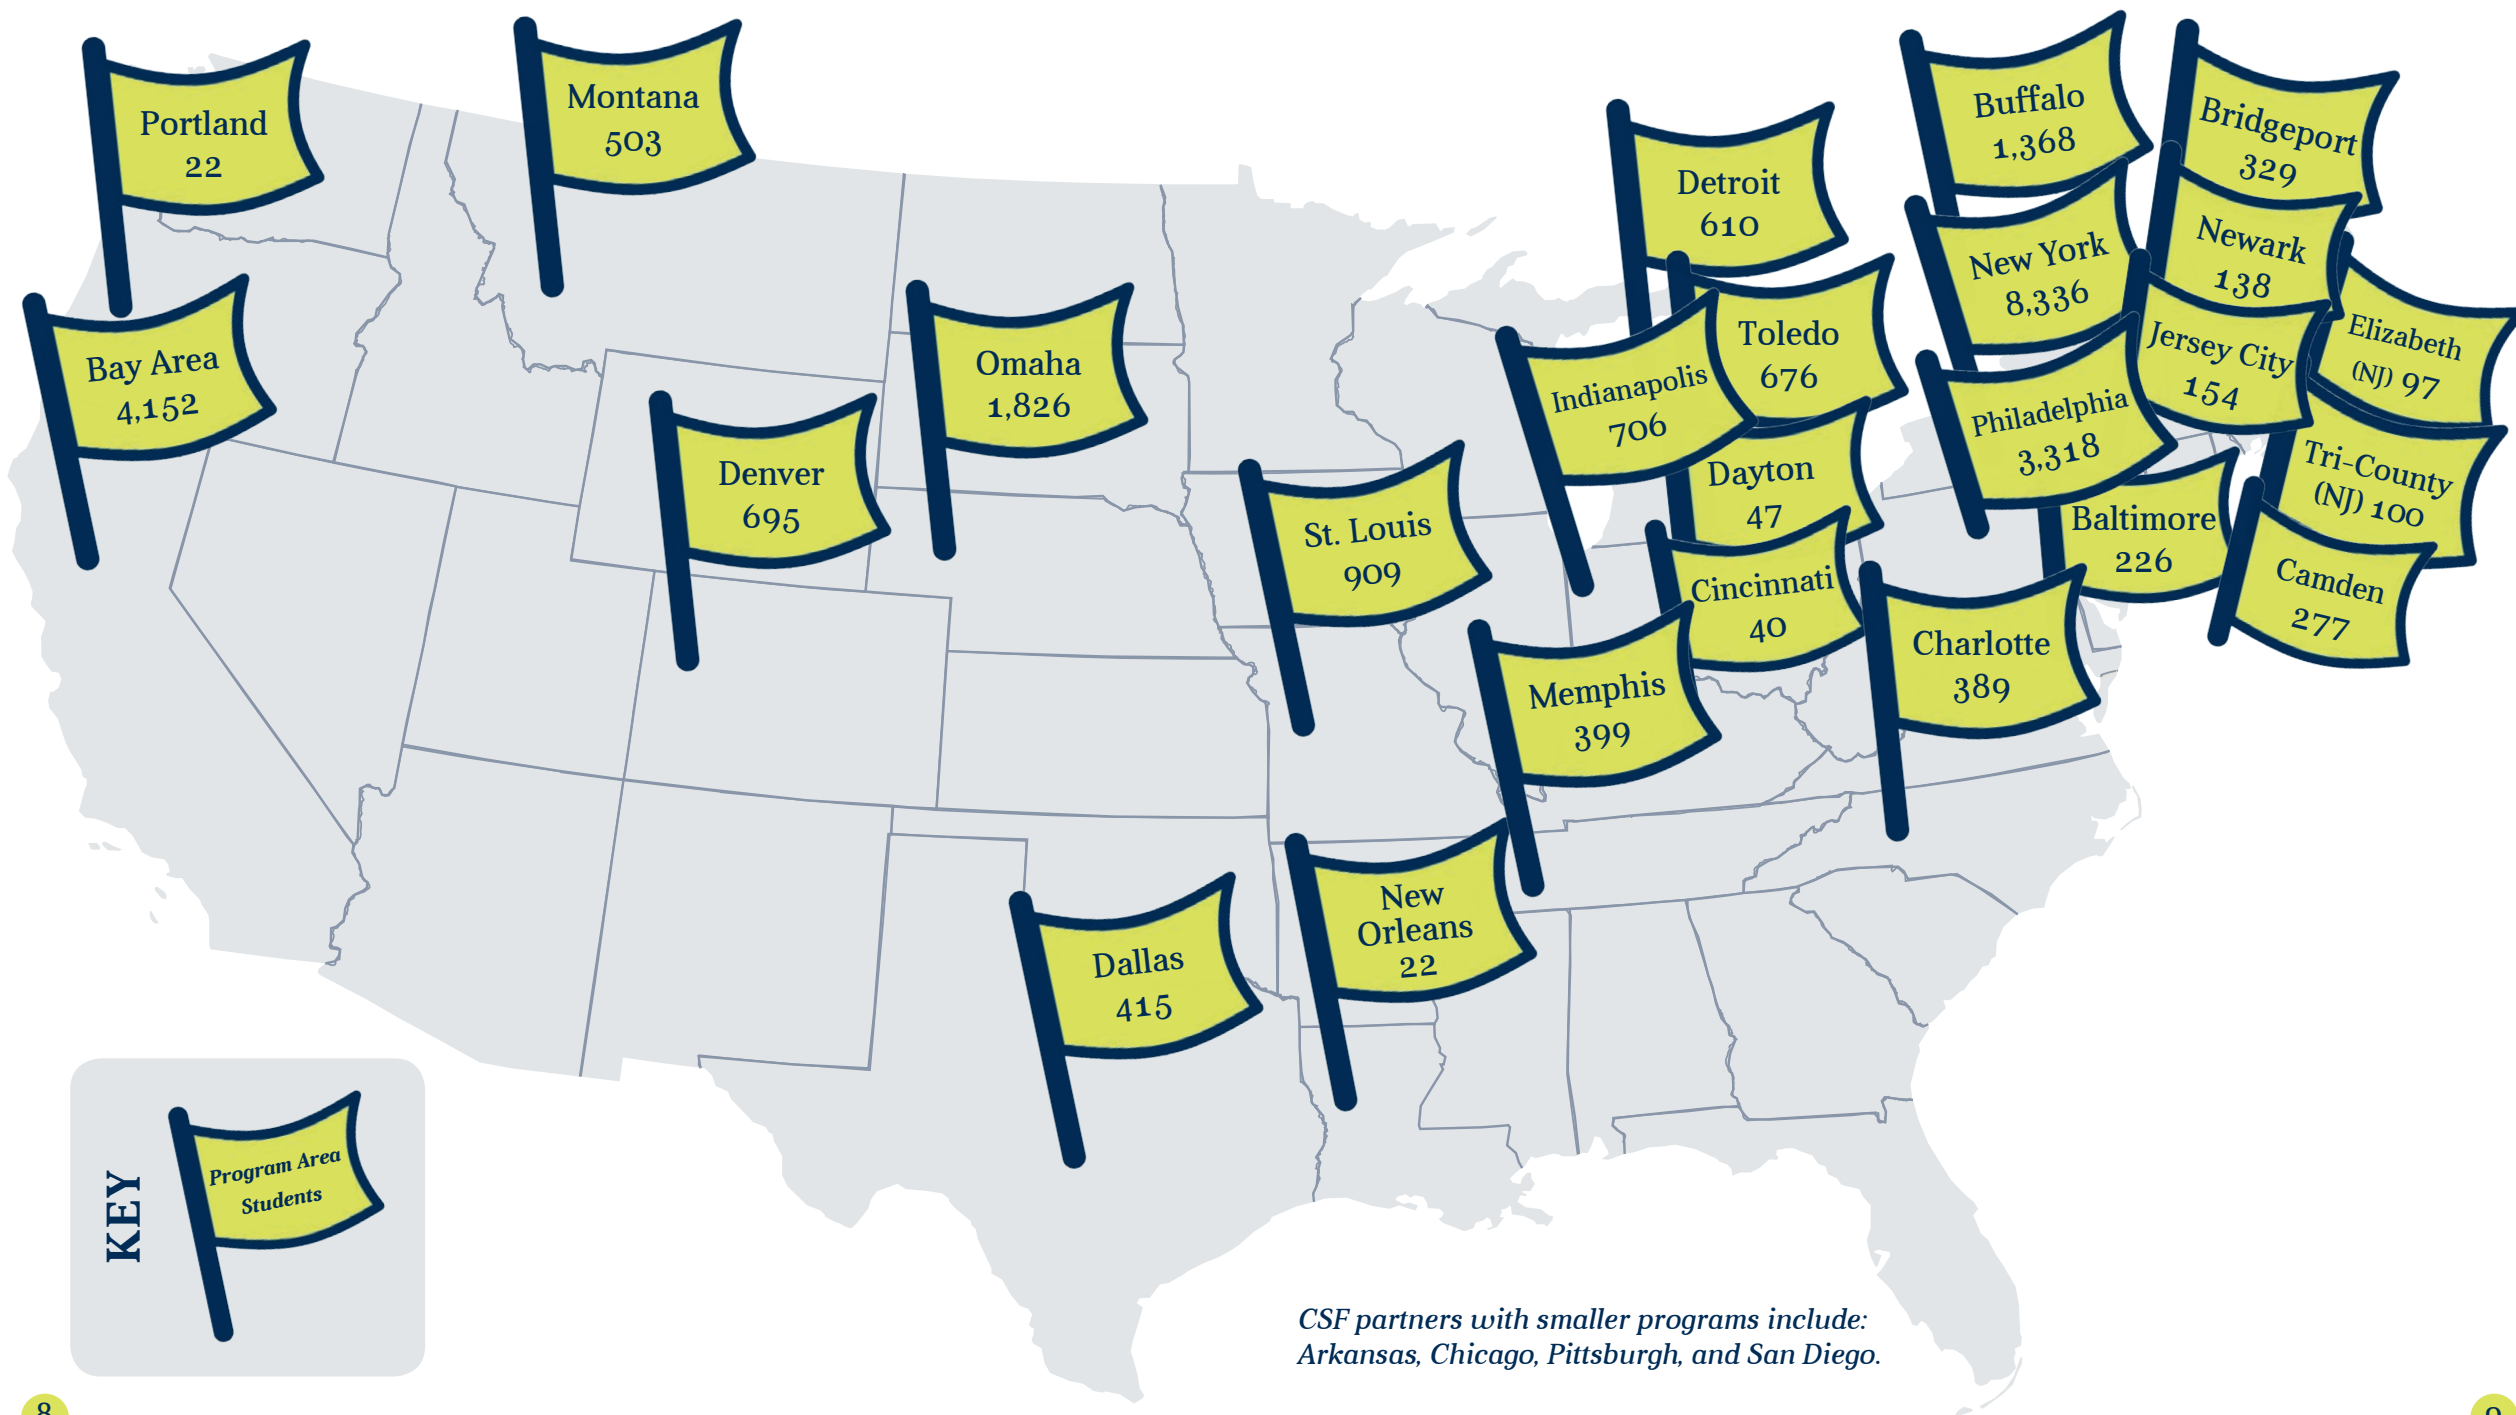 Portland
22
Montana
503
Bay Area
4,152
Omaha
1,826
Denver
695
Detroit
610
Buffalo
1,368
Bridgeport
329
New York
8,336
Newark
138
Toledo
676
Indianapolis
706
Jersey City
154
Elizabeth
(NJ) 97
Philadelphia
3,318
Dayton
47
Tri-County
(NJ) 100
St. Louis
909
Baltimore
226
Cincinnati
40
Camden
277
Charlotte
389
Memphis
399
New
Orleans
22
Dallas
415
KEY
Program Area
Students
CSF partners with smaller programs include:
Arkansas, Chicago, Pittsburgh, and San Diego.
8
9